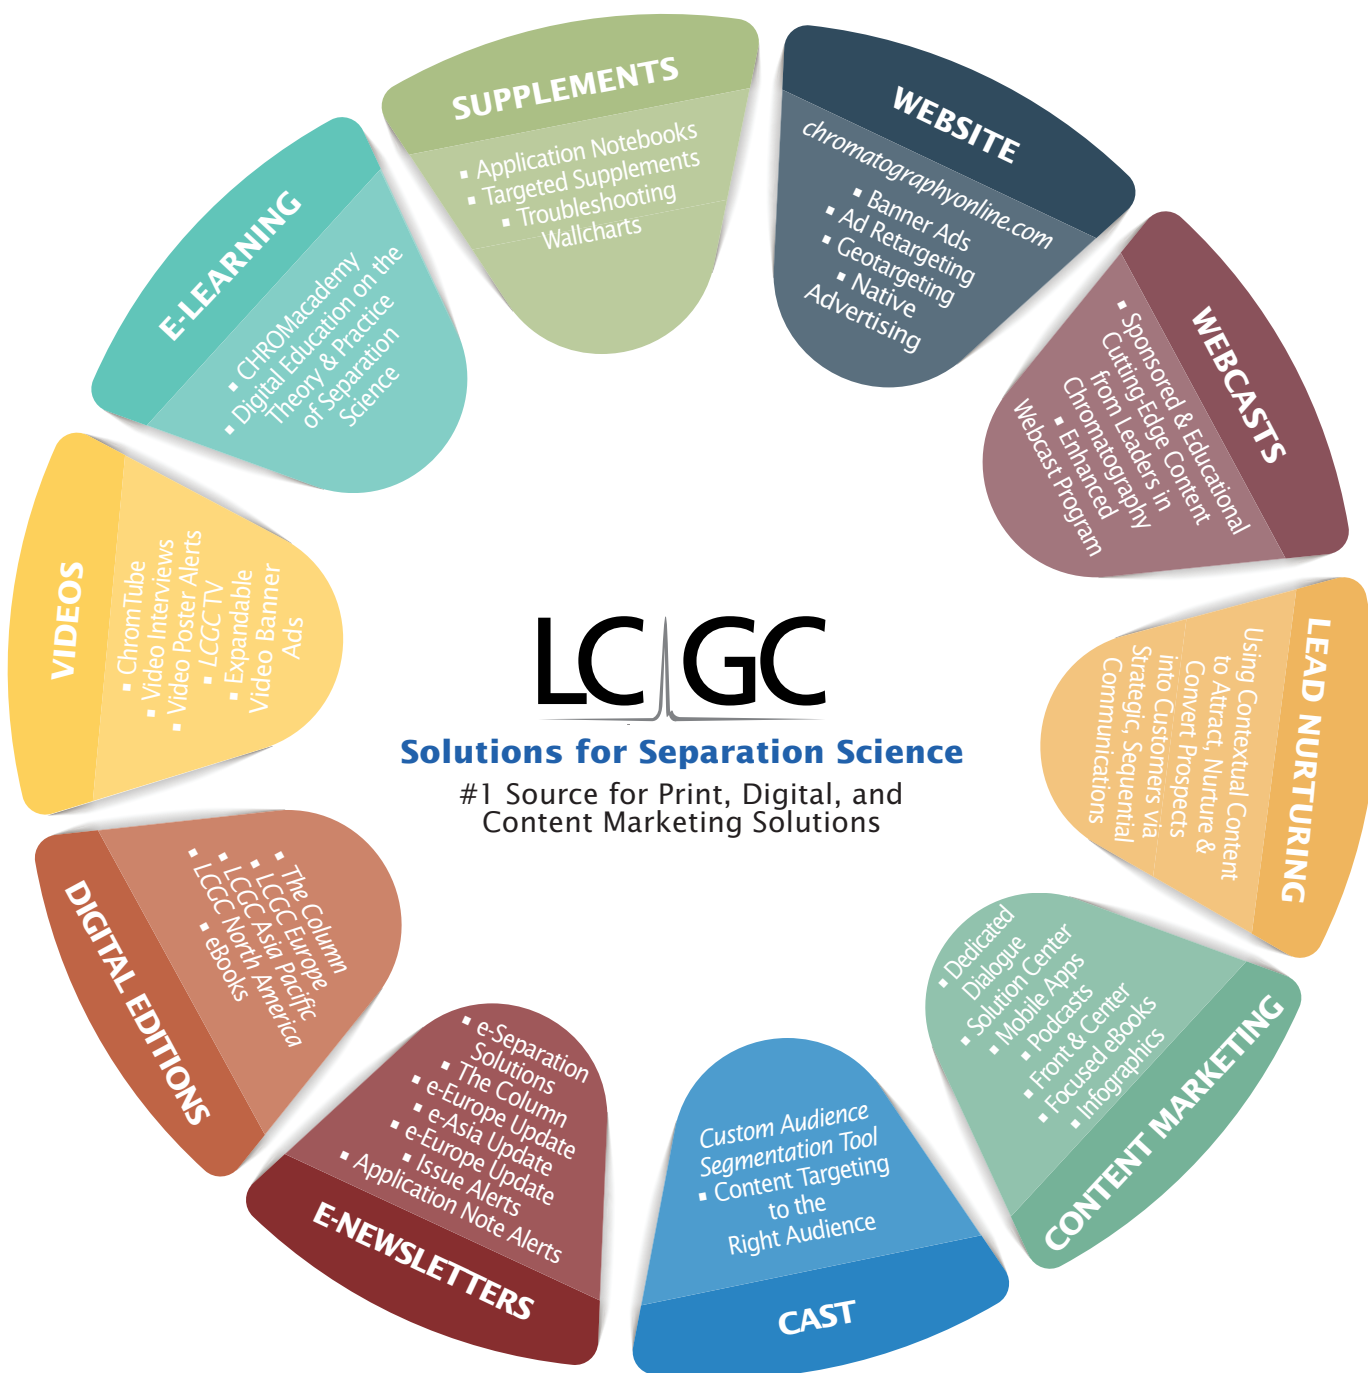 SUPPLEMENTS
▪ Application Notebooks
▪ Targeted Supplements
▪ Troubleshooting
Wallcharts
WEBSITE
chromatographyonline.com
▪ Banner Ads
▪ Ad Retargeting
▪ Geotargeting
▪ Native
Advertising
WEBCASTS
▪ Sponsored & Educational
Cutting-Edge Content
from Leaders in
Chromatography
▪ Enhanced
Webcast Program
LEAD NURTURING
Using Contextual Content
to Attract, Nurture &
Convert Prospects
into Customers via
Strategic, Sequential
Communications
CONTENT MARKETING
▪ Dedicated
Dialogue
▪ Solution Center
▪ Mobile Apps
▪ Podcasts
▪ Front & Center
▪ Focused eBooks
▪ Infographics
CAST
Custom Audience
Segmentation Tool
▪ Content Targeting
to the
Right Audience
E-NEWSLETTERS
▪ e-Separation
Solutions
▪ The Column
▪ e-Europe Update
▪ e-Asia Update
▪ e-Europe Update
▪ Issue Alerts
▪ Application Note Alerts
DIGITAL EDITIONS
▪ The Column
▪ LCGC Europe
▪ LCGC Asia Pacific
▪ LCGC North America
▪ eBooks
VIDEOS
▪ ChromTube
▪ Video Interviews
▪ Video Poster Alerts
▪ LCGC TV
▪ Expandable
Video Banner
Ads
E-LEARNING
▪ CHROMacademy
▪ Digital Education on the
Theory & Practice
of Separation
Science
LC GC
Solutions for Separation Science
#1 Source for Print, Digital, and
Content Marketing Solutions